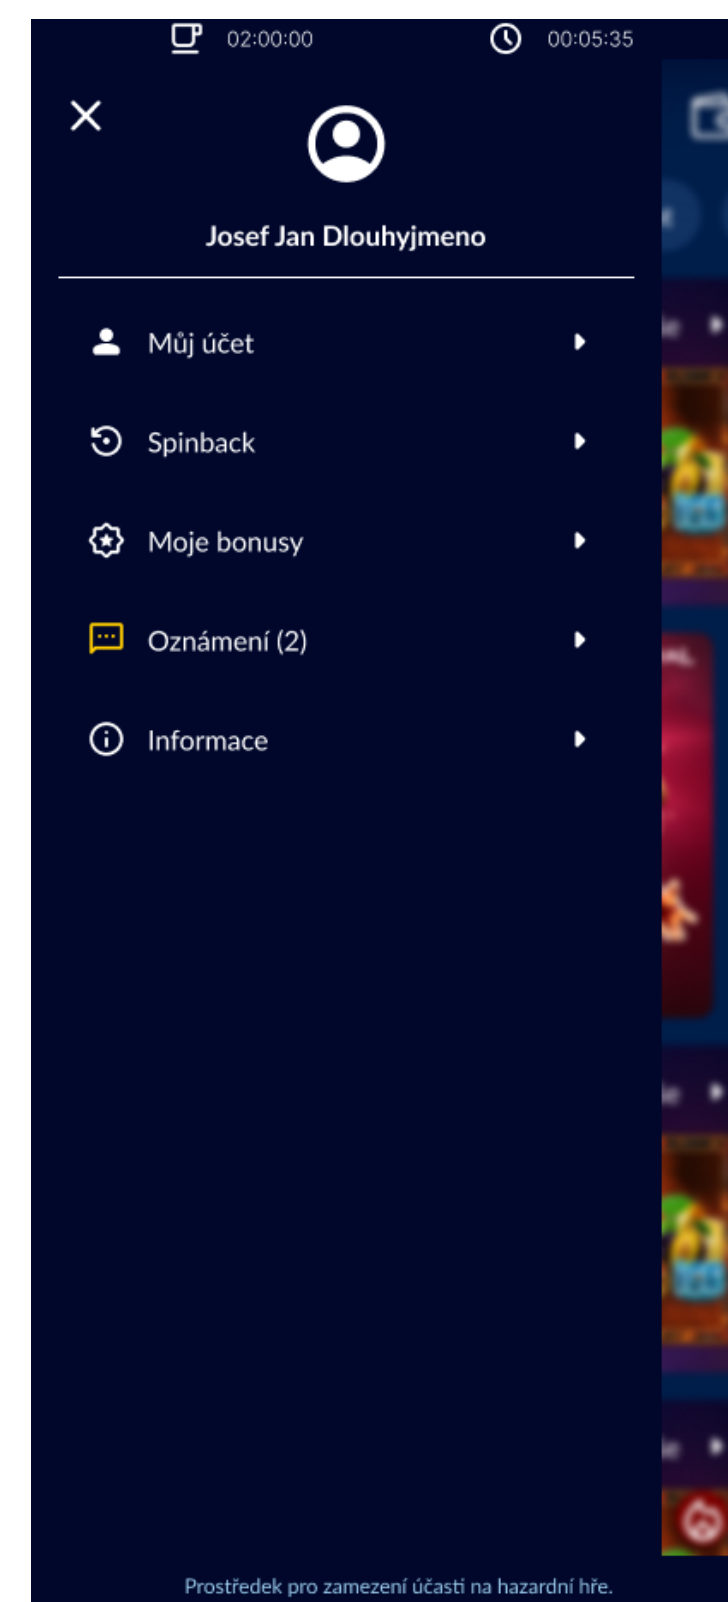 02:00:00 00:05:35
Josef Jan Dlouhyjmeno
Můj účet
Spinback
Moje bonusy
Oznámení (2)
Informace
Prostředek pro zamezení účasti na hazardní hře.